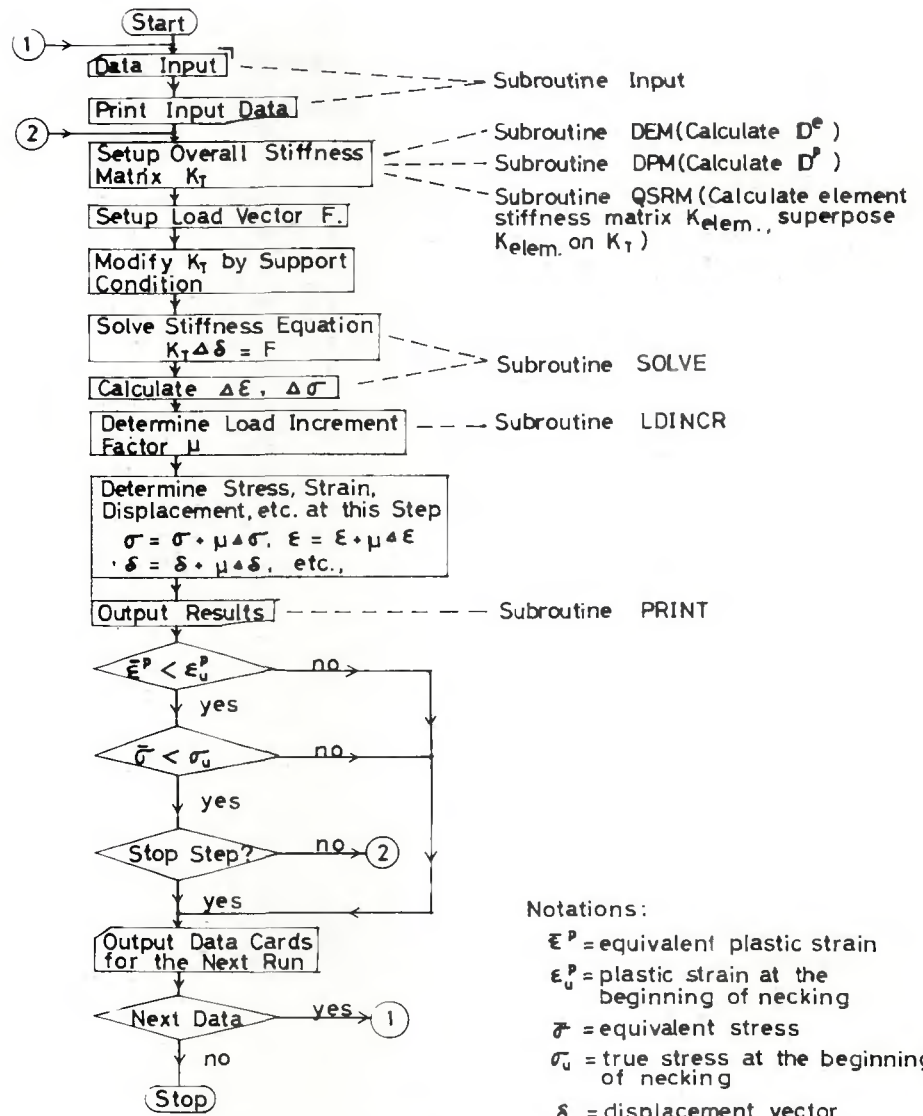 Start
1
Data Input
Subroutine Input
Print Input Data
2
Setup Overall Stiffness
Matrix K_T
Subroutine DEM(Calculate D^e )
Subroutine DPM(Calculate D^p )
Subroutine QSRM(Calculate element
stiffness matrix K_elem., superpose
K_elem. on K_T)
Setup Load Vector F.
Modify K_T by Support
Condition
Solve Stiffness Equation
K_T Δδ = F
Subroutine SOLVE
Calculate Δε, Δσ
Determine Load Increment
Factor μ
Subroutine LDINCR
Determine Stress, Strain,
Displacement, etc. at this Step
σ = σ + μΔσ, ε = ε + μΔε
δ = δ + μΔδ, etc.,
Output Results
Subroutine PRINT
ε̄^p < ε_u^p
no
yes
σ̄ < σ_u
no
yes
Stop Step?
no
2
yes
Output Data Cards
for the Next Run
Next Data
yes
1
no
Stop
Notations:
ε̄^p = equivalent plastic strain
ε_u^p = plastic strain at the
beginning of necking
σ̄ = equivalent stress
σ_u = true stress at the beginning
of necking
δ = displacement vector